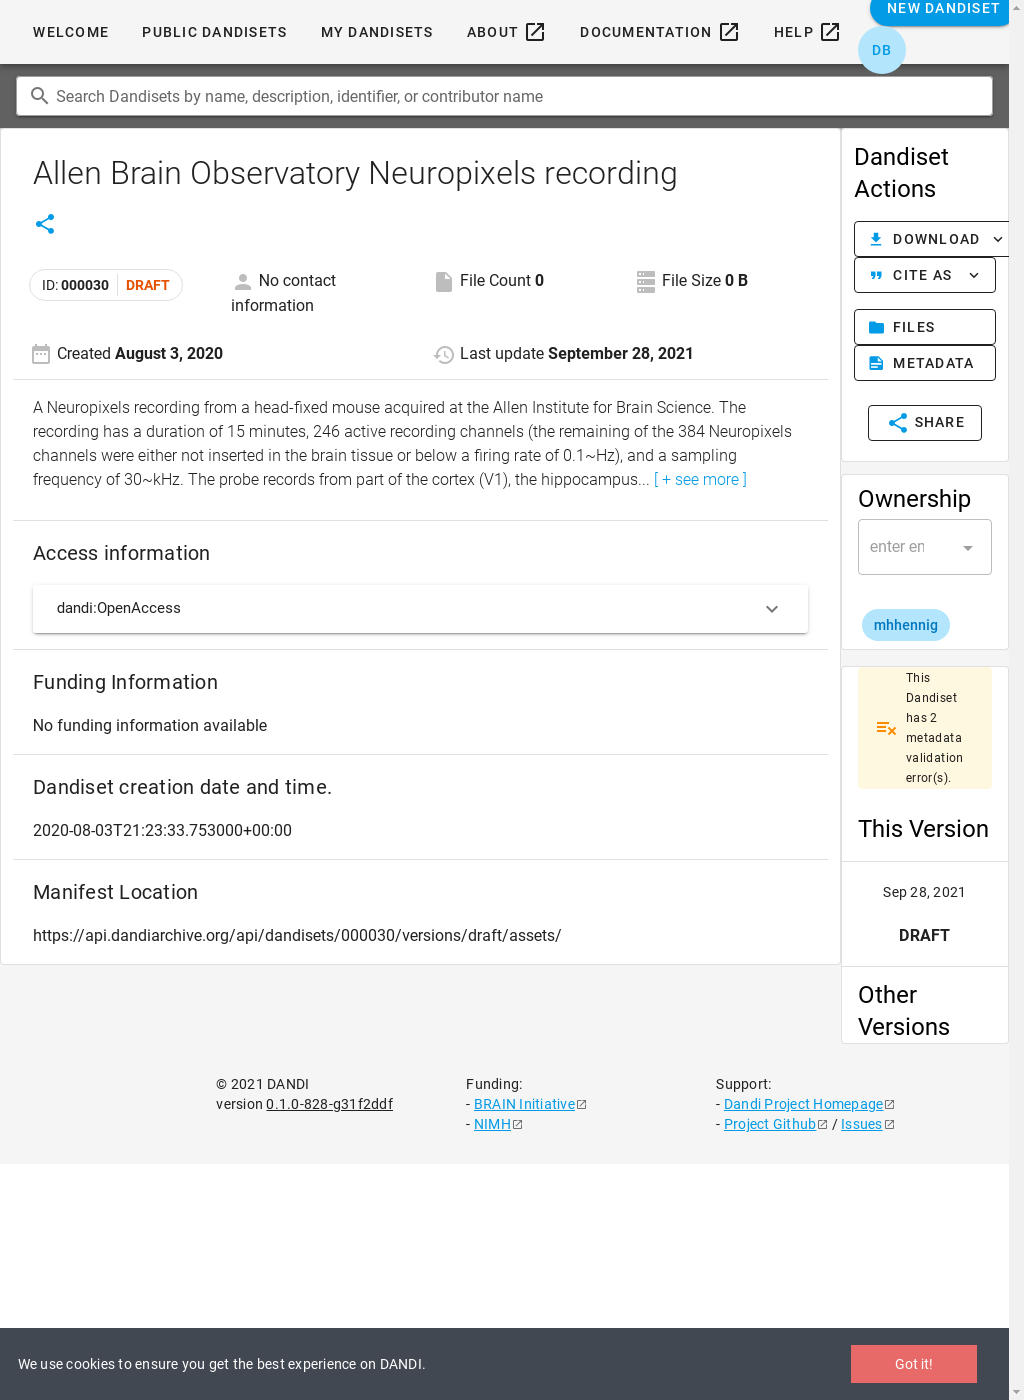 WELCOME PUBLIC DANDISETS MY DANDISETS ABOUT DOCUMENTATION HELP NEW DANDISET
DB
Search Dandisets by name, description, identifier, or contributor name
Allen Brain Observatory Neuropixels recording
ID: 000030 DRAFT
No contact information
File Count 0
File Size 0 B
Created August 3, 2020
Last update September 28, 2021
A Neuropixels recording from a head-fixed mouse acquired at the Allen Institute for Brain Science. The
recording has a duration of 15 minutes, 246 active recording channels (the remaining of the 384 Neuropixels
channels were either not inserted in the brain tissue or below a firing rate of 0.1~Hz), and a sampling
frequency of 30~kHz. The probe records from part of the cortex (V1), the hippocampus... [ + see more ]
Access information
dandi:OpenAccess
Funding Information
No funding information available
Dandiset creation date and time.
2020-08-03T21:23:33.753000+00:00
Manifest Location
https://api.dandiarchive.org/api/dandisets/000030/versions/draft/assets/
Dandiset
Actions
DOWNLOAD
CITE AS
FILES
METADATA
SHARE
Ownership
enter en
mhhennig
This
Dandiset
has 2
metadata
validation
error(s).
This Version
Sep 28, 2021
DRAFT
Other
Versions
© 2021 DANDI
version 0.1.0-828-g31f2ddf
Funding:
- BRAIN Initiative
- NIMH
Support:
- Dandi Project Homepage
- Project Github / Issues
We use cookies to ensure you get the best experience on DANDI.
Got it!